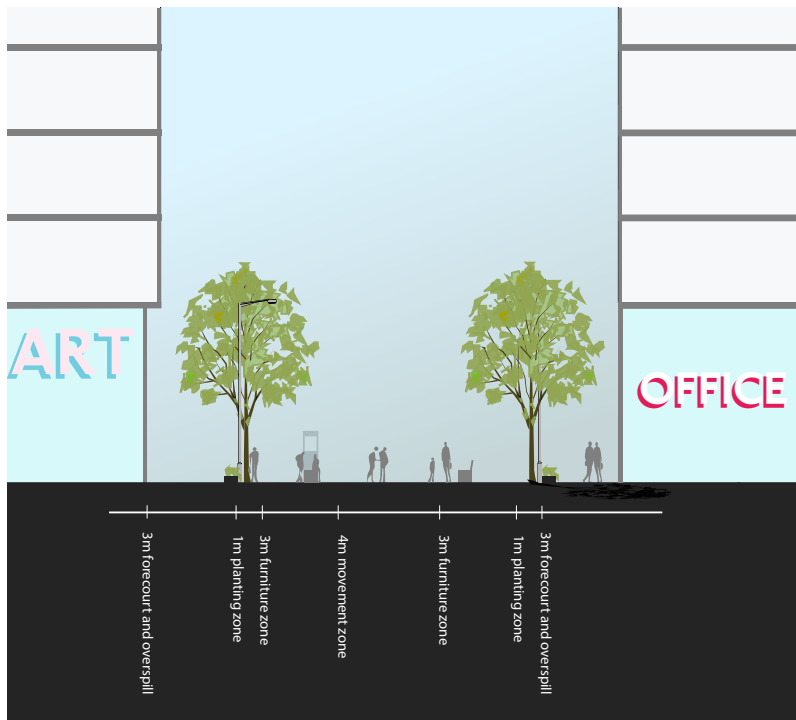 ART
OFFICE
3m forecourt and overspill
1m planting zone
3m furniture zone
4m movement zone
3m furniture zone
1m planting zone
3m forecourt and overspill